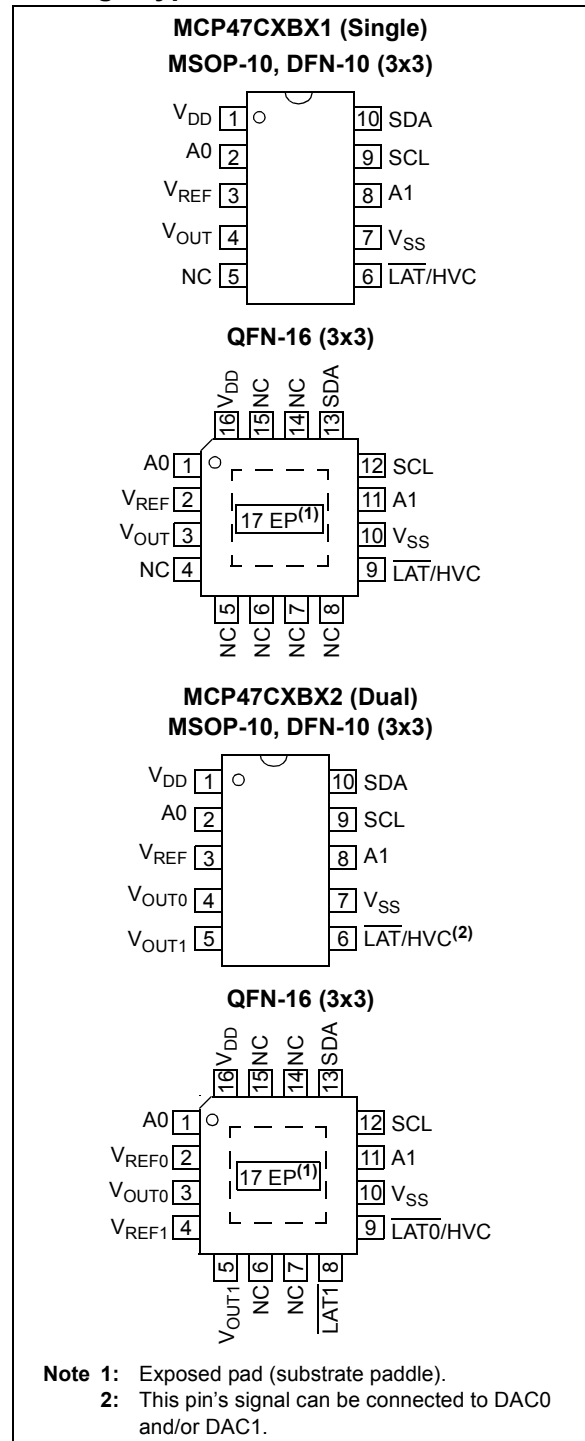 MCP47CXBX1 (Single)
MSOP-10, DFN-10 (3x3)
VDD 1 10 SDA
A0 2 9 SCL
VREF 3 8 A1
VOUT 4 7 VSS
NC 5 6 LAT/HVC
QFN-16 (3x3)
VDD NC NC SDA
16 15 14 13
A0 1 12 SCL
VREF 2 11 A1
17 EP(1)
VOUT 3 10 VSS
NC 4 9 LAT/HVC
5 6 7 8
NC NC NC NC
MCP47CXBX2 (Dual)
MSOP-10, DFN-10 (3x3)
VDD 1 10 SDA
A0 2 9 SCL
VREF 3 8 A1
VOUT0 4 7 VSS
VOUT1 5 6 LAT/HVC(2)
QFN-16 (3x3)
VDD NC NC SDA
16 15 14 13
A0 1 12 SCL
VREF0 2 11 A1
17 EP(1)
VOUT0 3 10 VSS
VREF1 4 9 LAT0/HVC
5 6 7 8
VOUT1 NC NC LAT1
Note 1: Exposed pad (substrate paddle).
2: This pin's signal can be connected to DAC0
and/or DAC1.